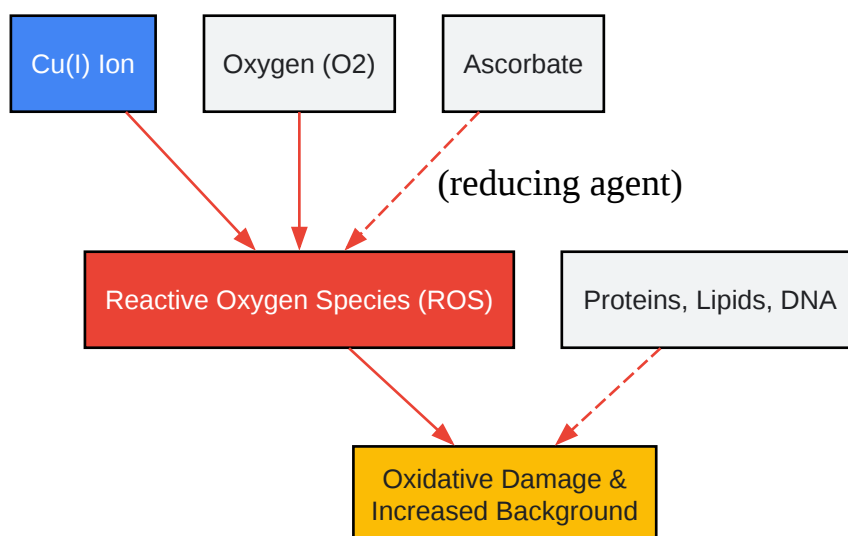 Cu(I) Ion
Oxygen (O2)
Ascorbate
(reducing agent)
Reactive Oxygen Species (ROS)
Proteins, Lipids, DNA
Oxidative Damage &
Increased Background